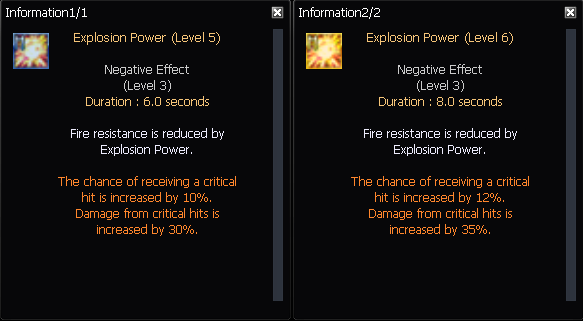 Information1/1
Explosion Power (Level 5)
Negative Effect
(Level 3)
Duration : 6.0 seconds
Fire resistance is reduced by
Explosion Power.
The chance of receiving a critical
hit is increased by 10%.
Damage from critical hits is
increased by 30%.
Information2/2
Explosion Power (Level 6)
Negative Effect
(Level 3)
Duration : 8.0 seconds
Fire resistance is reduced by
Explosion Power.
The chance of receiving a critical
hit is increased by 12%.
Damage from critical hits is
increased by 35%.